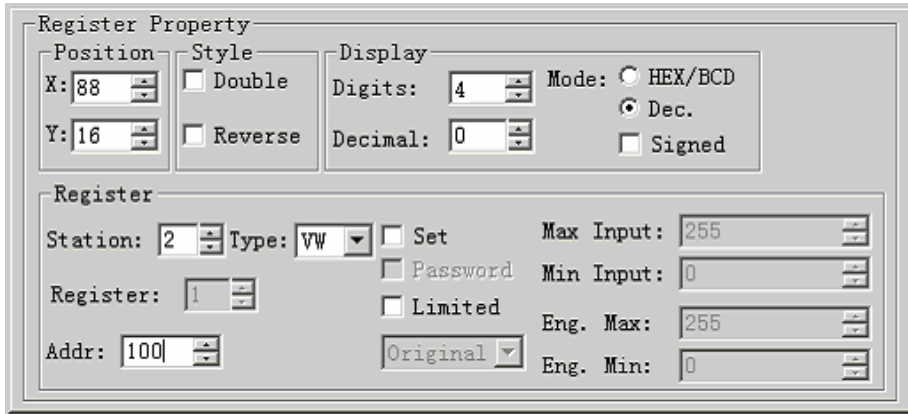 Register Property
Position
X: 88
Y: 16
Style
Double
Reverse
Display
Digits: 4
Decimal: 0
Mode: HEX/BCD
Dec.
Signed
Register
Station: 2 Type: VW
Register: 1
Addr: 100
Set
Password
Limited
Original
Max Input: 255
Min Input: 0
Eng. Max: 255
Eng. Min: 0